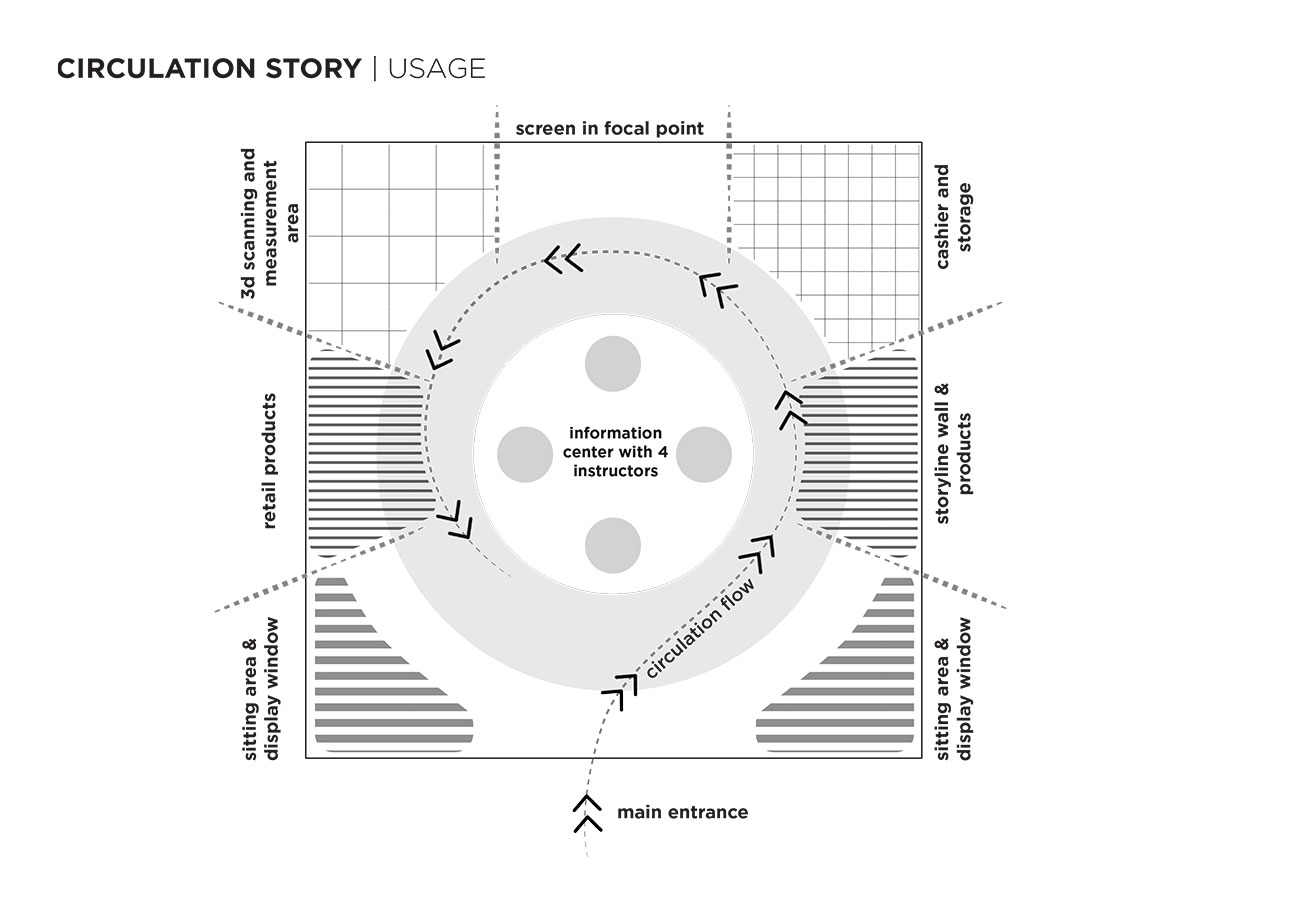 CIRCULATION STORY | USAGE
screen in focal point
3d scanning and
measurement
area
cashier and
storage
retail products
information
center with 4
instructors
storyline wall &
products
circulation flow
sitting area &
display window
sitting area &
display window
main entrance